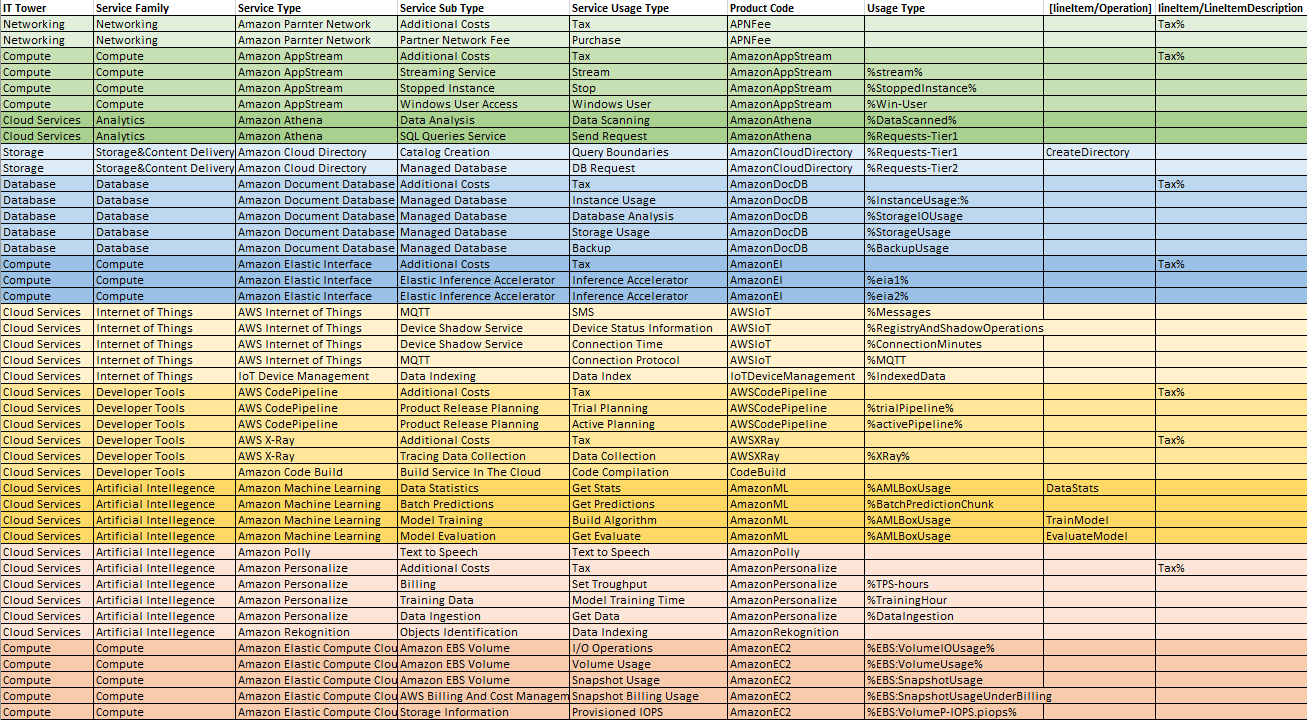 IT Tower Service Family Service Type Service Sub Type Service Usage Type Product Code Usage Type [lineItem/Operation] lineItem/LineItemDescription
Networking Networking Amazon Parnter Network Additional Costs Tax APNFee Tax%
Networking Networking Amazon Parnter Network Partner Network Fee Purchase APNFee
Compute Compute Amazon AppStream Additional Costs Tax AmazonAppStream Tax%
Compute Compute Amazon AppStream Streaming Service Stream AmazonAppStream %stream%
Compute Compute Amazon AppStream Stopped Instance Stop AmazonAppStream %StoppedInstance%
Compute Compute Amazon AppStream Windows User Access Windows User AmazonAppStream %Win-User
Cloud Services Analytics Amazon Athena Data Analysis Data Scanning AmazonAthena %DataScanned%
Cloud Services Analytics Amazon Athena SQL Queries Service Send Request AmazonAthena %Requests-Tier1
Storage Storage&Content Delivery Amazon Cloud Directory Catalog Creation Query Boundaries AmazonCloudDirectory %Requests-Tier1 CreateDirectory
Storage Storage&Content Delivery Amazon Cloud Directory Managed Database DB Request AmazonCloudDirectory %Requests-Tier2
Database Database Amazon Document Database Additional Costs Tax AmazonDocDB Tax%
Database Database Amazon Document Database Managed Database Instance Usage AmazonDocDB %InstanceUsage:%
Database Database Amazon Document Database Managed Database Database Analysis AmazonDocDB %StorageIOUsage
Database Database Amazon Document Database Managed Database Storage Usage AmazonDocDB %StorageUsage
Database Database Amazon Document Database Managed Database Backup AmazonDocDB %BackupUsage
Compute Compute Amazon Elastic Interface Additional Costs Tax AmazonEI Tax%
Compute Compute Amazon Elastic Interface Elastic Inference Accelerator Inference Accelerator AmazonEI %eia1%
Compute Compute Amazon Elastic Interface Elastic Inference Accelerator Inference Accelerator AmazonEI %eia2%
Cloud Services Internet of Things AWS Internet of Things MQTT SMS AWSIoT %Messages
Cloud Services Internet of Things AWS Internet of Things Device Shadow Service Device Status Information AWSIoT %RegistryAndShadowOperations
Cloud Services Internet of Things AWS Internet of Things Device Shadow Service Connection Time AWSIoT %ConnectionMinutes
Cloud Services Internet of Things AWS Internet of Things MQTT Connection Protocol AWSIoT %MQTT
Cloud Services Internet of Things IoT Device Management Data Indexing Data Index IoTDeviceManagement %IndexedData
Cloud Services Developer Tools AWS CodePipeline Additional Costs Tax AWSCodePipeline Tax%
Cloud Services Developer Tools AWS CodePipeline Product Release Planning Trial Planning AWSCodePipeline %trialPipeline%
Cloud Services Developer Tools AWS CodePipeline Product Release Planning Active Planning AWSCodePipeline %activePipeline%
Cloud Services Developer Tools AWS X-Ray Additional Costs Tax AWSXRay Tax%
Cloud Services Developer Tools AWS X-Ray Tracing Data Collection Data Collection AWSXRay %XRay%
Cloud Services Developer Tools Amazon Code Build Build Service In The Cloud Code Compilation CodeBuild
Cloud Services Artificial Intellegence Amazon Machine Learning Data Statistics Get Stats AmazonML %AMLBoxUsage DataStats
Cloud Services Artificial Intellegence Amazon Machine Learning Batch Predictions Get Predictions AmazonML %BatchPredictionChunk
Cloud Services Artificial Intellegence Amazon Machine Learning Model Training Build Algorithm AmazonML %AMLBoxUsage TrainModel
Cloud Services Artificial Intellegence Amazon Machine Learning Model Evaluation Get Evaluate AmazonML %AMLBoxUsage EvaluateModel
Cloud Services Artificial Intellegence Amazon Polly Text to Speech Text to Speech AmazonPolly
Cloud Services Artificial Intellegence Amazon Personalize Additional Costs Tax AmazonPersonalize Tax%
Cloud Services Artificial Intellegence Amazon Personalize Billing Set Troughput AmazonPersonalize %TPS-hours
Cloud Services Artificial Intellegence Amazon Personalize Training Data Model Training Time AmazonPersonalize %TrainingHour
Cloud Services Artificial Intellegence Amazon Personalize Data Ingestion Get Data AmazonPersonalize %DataIngestion
Cloud Services Artificial Intellegence Amazon Rekognition Objects Identification Data Indexing AmazonRekognition
Compute Compute Amazon Elastic Compute Clou Amazon EBS Volume I/O Operations AmazonEC2 %EBS:VolumeIOUsage%
Compute Compute Amazon Elastic Compute Clou Amazon EBS Volume Volume Usage AmazonEC2 %EBS:VolumeUsage%
Compute Compute Amazon Elastic Compute Clou Amazon EBS Volume Snapshot Usage AmazonEC2 %EBS:SnapshotUsage
Compute Compute Amazon Elastic Compute Clou AWS Billing And Cost Managem Snapshot Billing Usage AmazonEC2 %EBS:SnapshotUsageUnderBilling
Compute Compute Amazon Elastic Compute Clou Storage Information Provisioned IOPS AmazonEC2 %EBS:VolumeP-IOPS.piops%